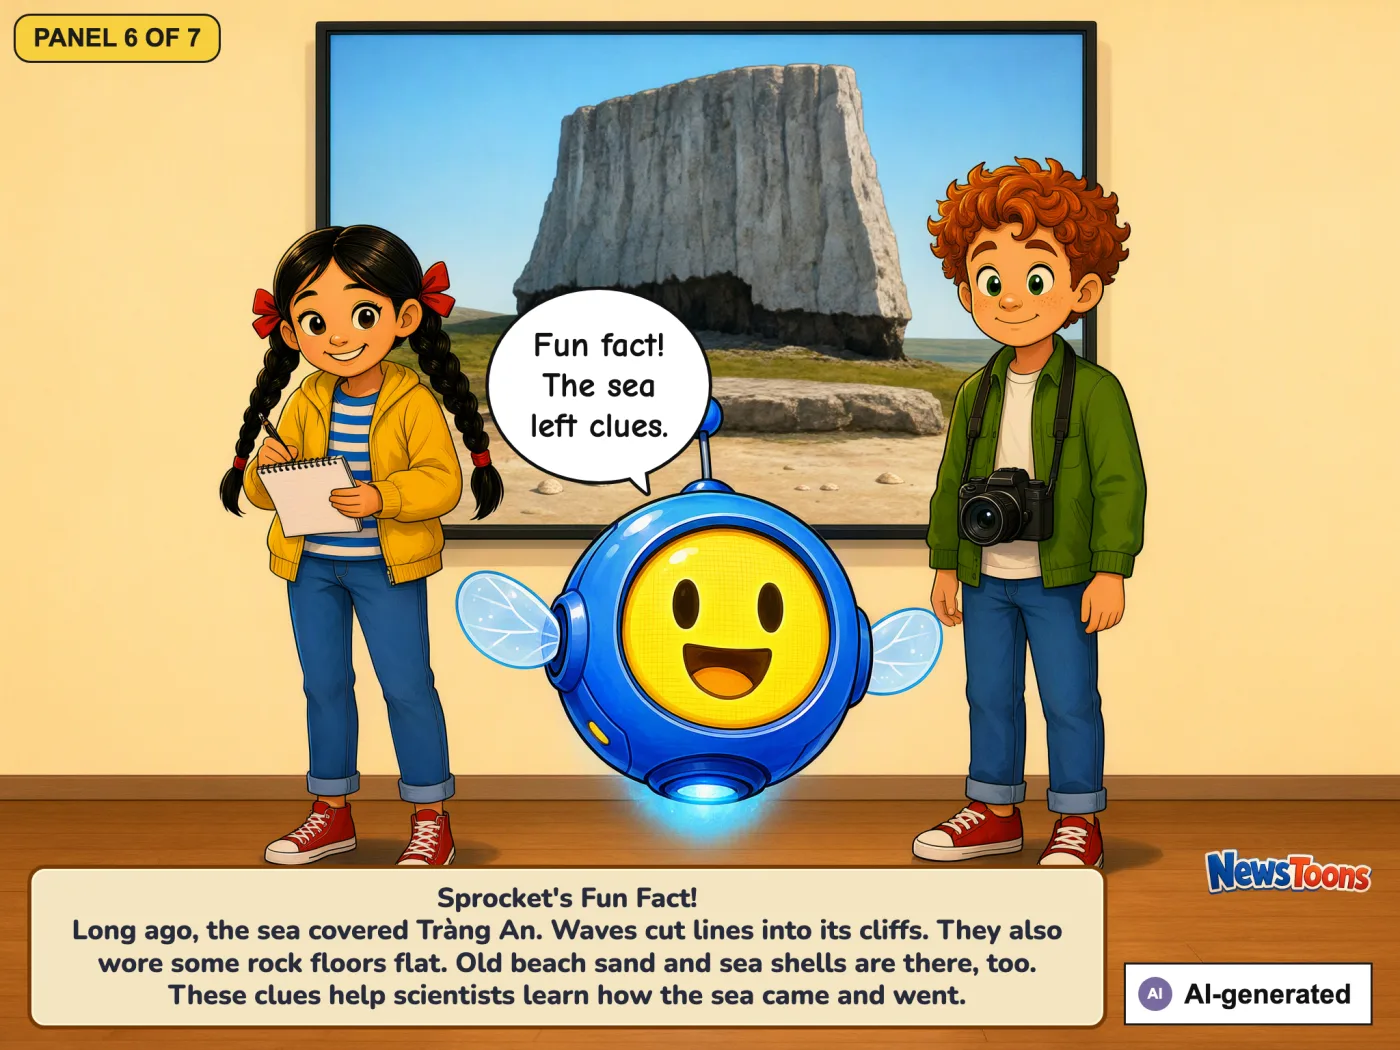 PANEL 6 OF 7
Fun fact!
The sea
left clues.
Sprocket's Fun Fact!
Long ago, the sea covered Tràng An. Waves cut lines into its cliffs. They also
wore some rock floors flat. Old beach sand and sea shells are there, too.
These clues help scientists learn how the sea came and went.
NewsToons
AI AI-generated